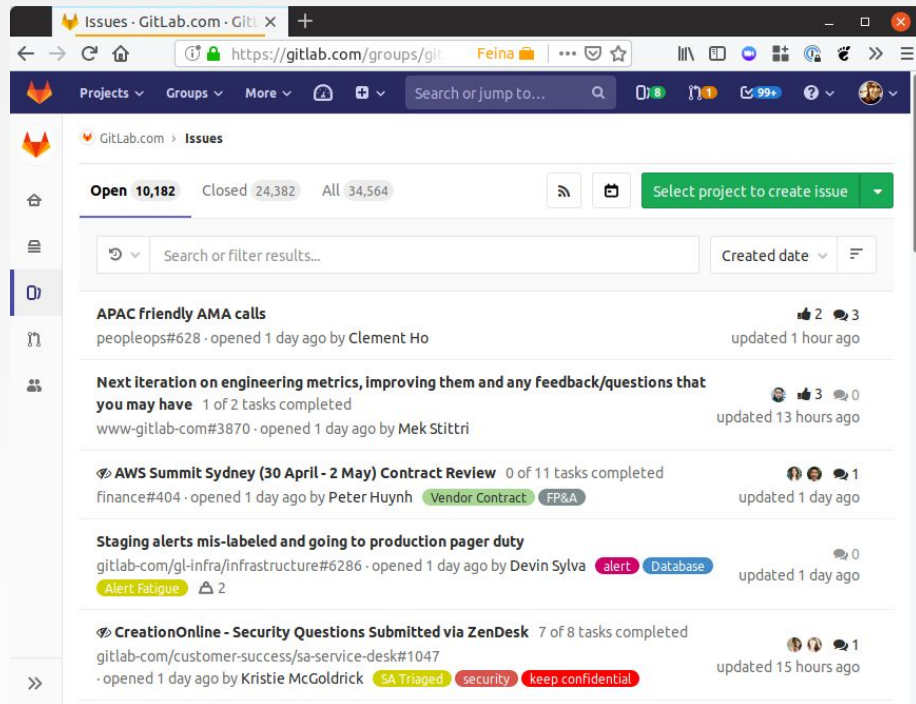 Issues · GitLab.com · Git
https://gitlab.com/groups/git
Feina
Projects Groups More Search or jump to... 8 1 99+
GitLab.com › Issues
Open 10,182 Closed 24,382 All 34,564 Select project to create issue
Search or filter results... Created date
APAC friendly AMA calls 2 3
peopleops#628 · opened 1 day ago by Clement Ho updated 1 hour ago
Next iteration on engineering metrics, improving them and any feedback/questions that
you may have 1 of 2 tasks completed 3 0
www-gitlab-com#3870 · opened 1 day ago by Mek Stittri updated 13 hours ago
AWS Summit Sydney (30 April - 2 May) Contract Review 0 of 11 tasks completed 1
finance#404 · opened 1 day ago by Peter Huynh Vendor Contract FP&A updated 1 day ago
Staging alerts mis-labeled and going to production pager duty 0
gitlab-com/gl-infra/infrastructure#6286 · opened 1 day ago by Devin Sylva alert Database updated 1 day ago
Alert Fatigue 2
CreationOnline - Security Questions Submitted via ZenDesk 7 of 8 tasks completed 1
gitlab-com/customer-success/sa-service-desk#1047
· opened 1 day ago by Kristie McGoldrick SA Triaged security keep confidential updated 15 hours ago